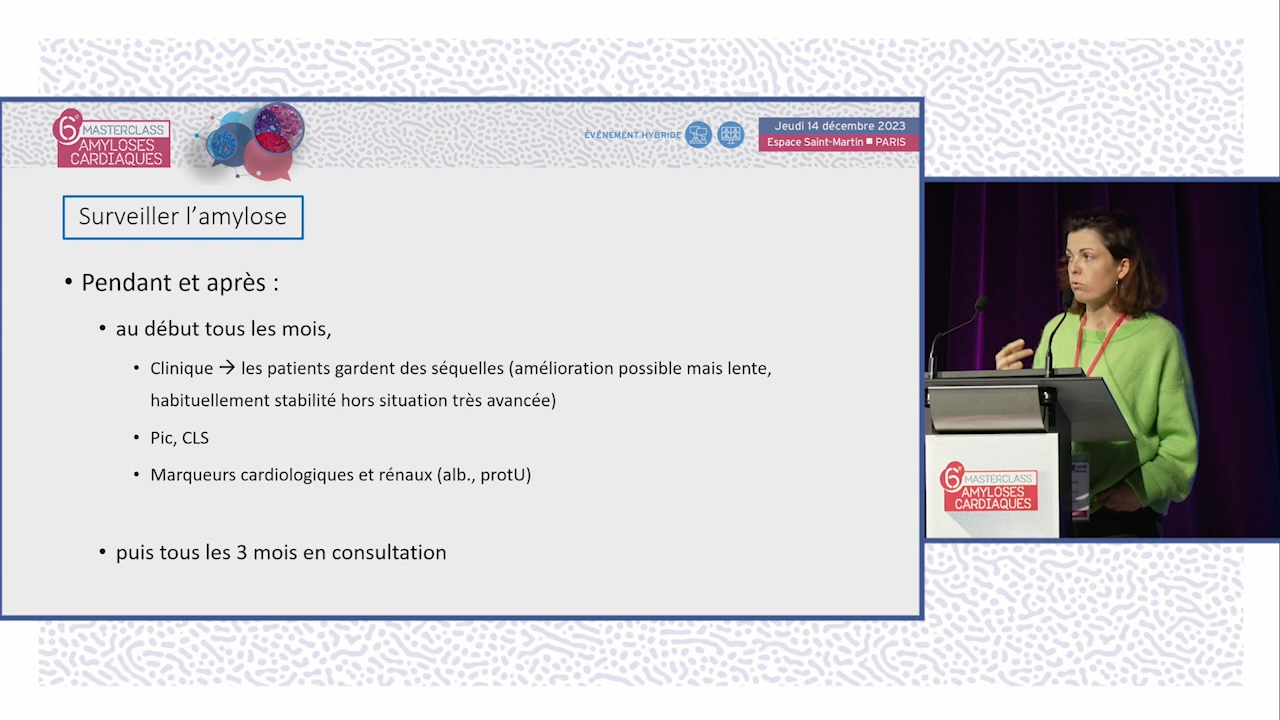 6e MASTERCLASS
AMYLOSES
CARDIAQUES
ÉVÉNEMENT HYBRIDE
Jeudi 14 décembre 2023
Espace Saint-Martin ■ PARIS
Surveiller l’amylose
• Pendant et après :
• au début tous les mois,
• Clinique → les patients gardent des séquelles (amélioration possible mais lente,
habituellement stabilité hors situation très avancée)
• Pic, CLS
• Marqueurs cardiologiques et rénaux (alb., protU)
• puis tous les 3 mois en consultation
6e MASTERCLASS
AMYLOSES
CARDIAQUES